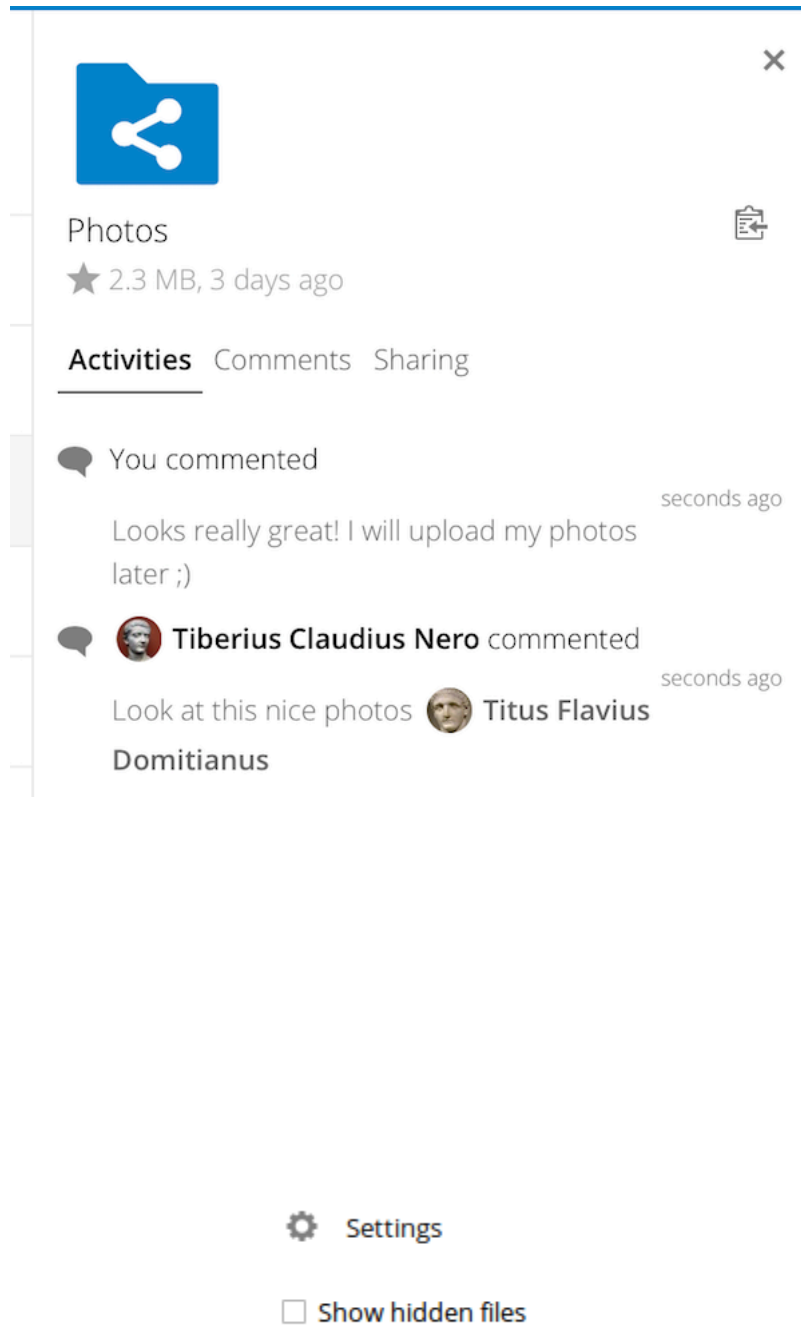 Photos
2.3 MB, 3 days ago
Activities Comments Sharing
You commented
seconds ago
Looks really great! I will upload my photos
later ;)
Tiberius Claudius Nero commented
seconds ago
Look at this nice photos Titus Flavius
Domitianus
Settings
Show hidden files